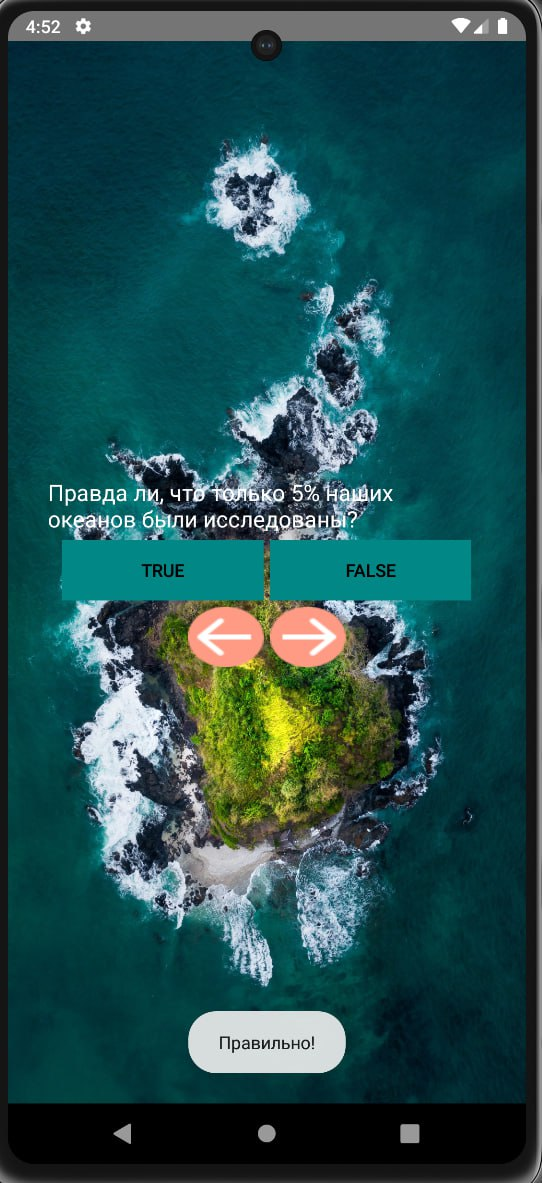 4:52
Правда ли, что только 5% наших
океанов были исследованы?
TRUE FALSE
Правильно!